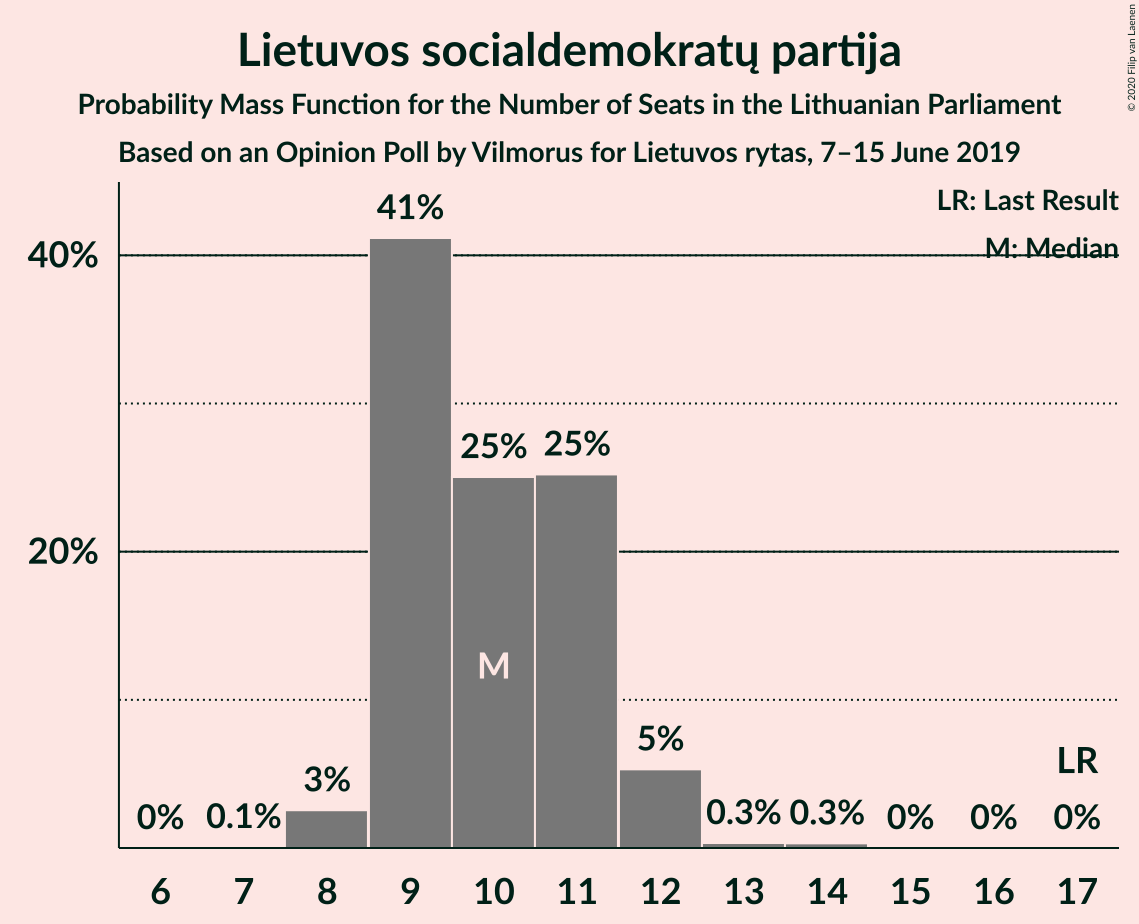 Lietuvos socialdemokratų partija
Probability Mass Function for the Number of Seats in the Lithuanian Parliament
Based on an Opinion Poll by Vilmorus for Lietuvos rytas, 7–15 June 2019
© 2020 Filip van Laenen
LR: Last Result
M: Median
40%
20%
0%
0.1%
3%
41%
25%
25%
5%
0.3%
0.3%
0%
0%
0%
M
LR
6 7 8 9 10 11 12 13 14 15 16 17